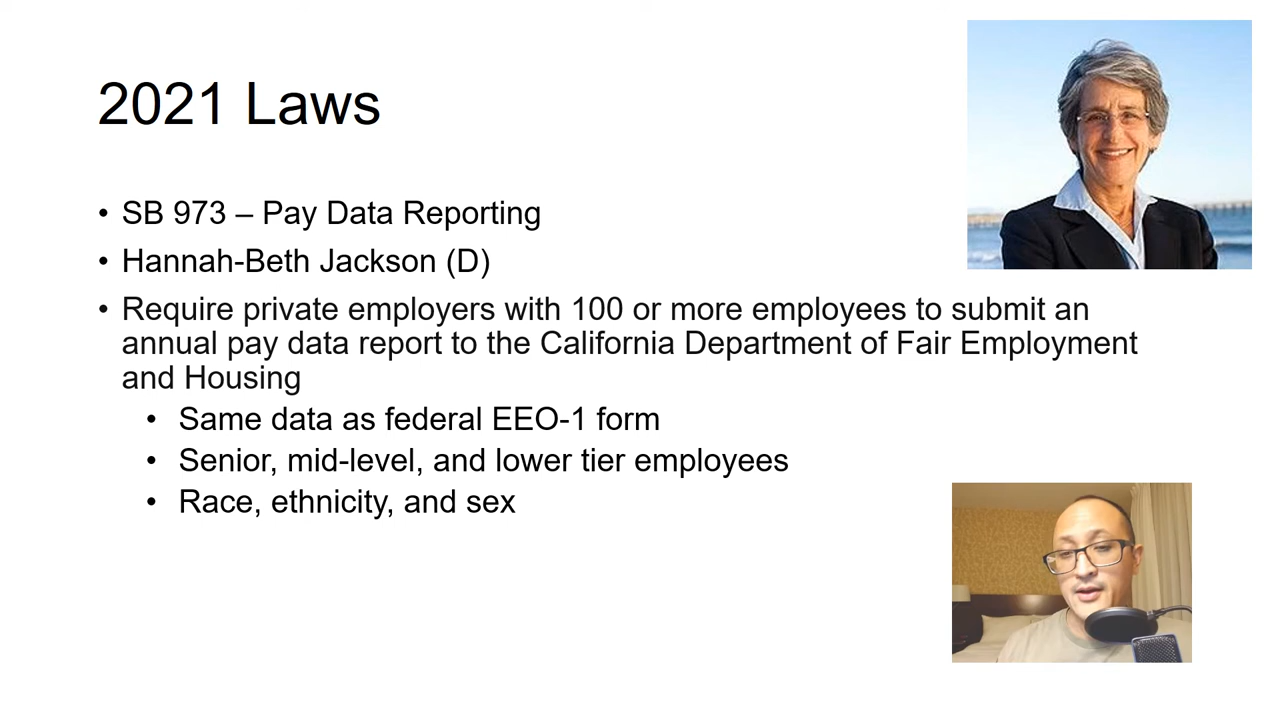 2021 Laws
• SB 973 – Pay Data Reporting
• Hannah-Beth Jackson (D)
• Require private employers with 100 or more employees to submit an
annual pay data report to the California Department of Fair Employment
and Housing
• Same data as federal EEO-1 form
• Senior, mid-level, and lower tier employees
• Race, ethnicity, and sex